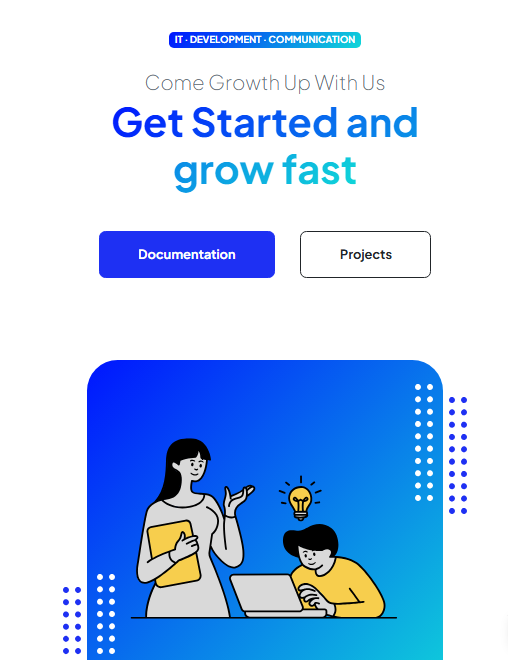 IT · DEVELOPMENT · COMMUNICATION
Come Growth Up With Us
Get Started and
grow fast
Documentation
Projects